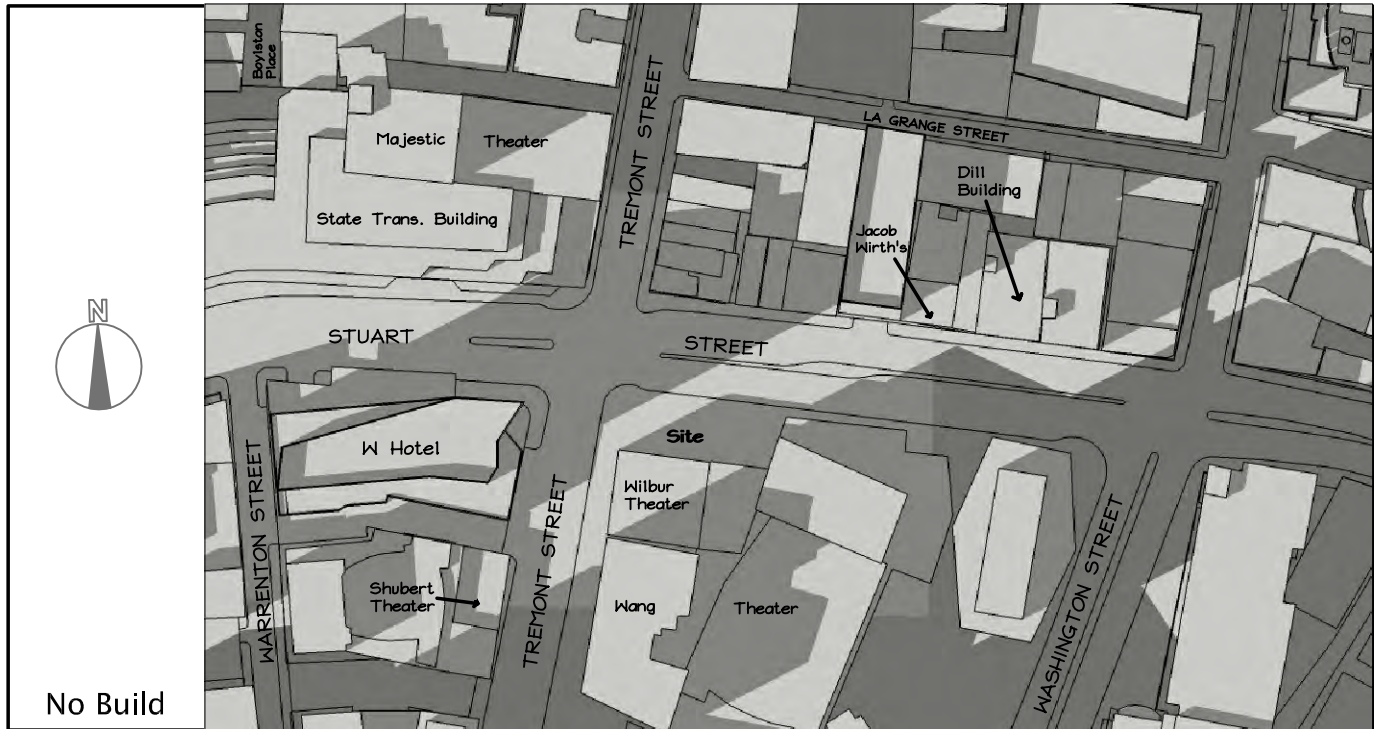 N
No Build
Boylston
Place
Majestic
Theater
State Trans. Building
TREMONT STREET
LA GRANGE STREET
Dill
Building
Jacob
Wirth's
STUART
STREET
Site
W Hotel
Wilbur
Theater
WARRENTON STREET
TREMONT STREET
Shubert
Theater
Wang
Theater
WASHINGTON STREET